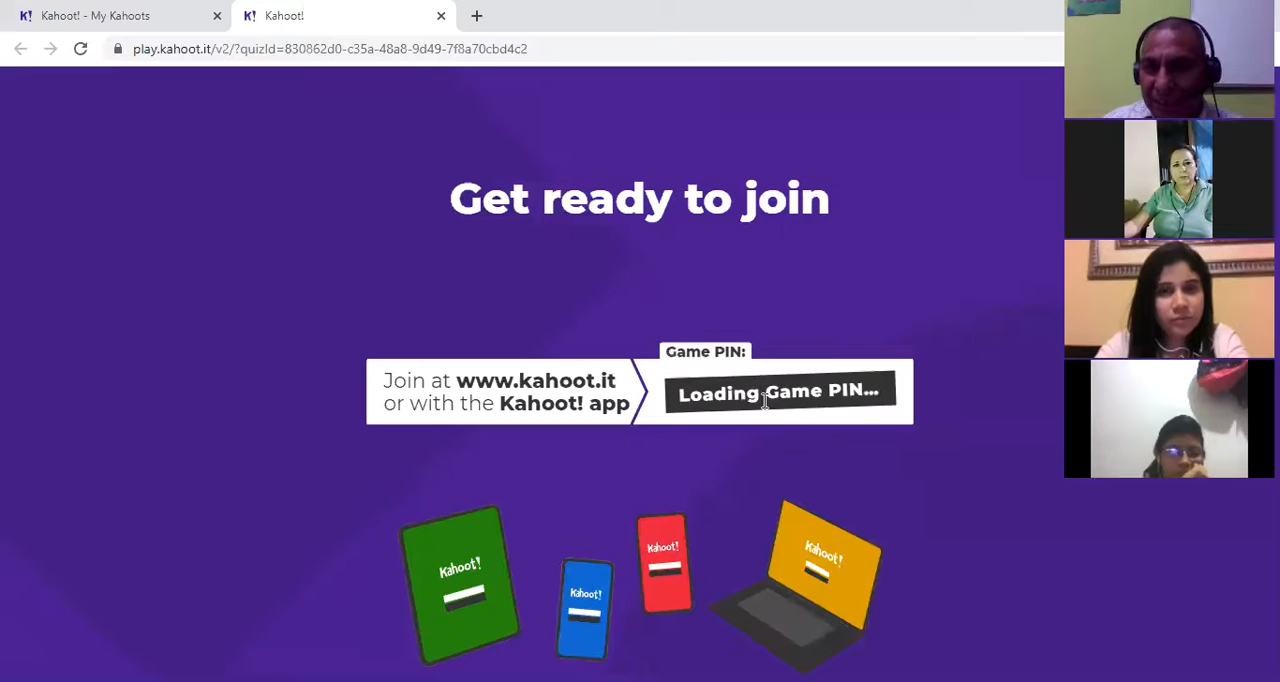 K! Kahoot! - My Kahoots
K! Kahoot!
play.kahoot.it/v2/?quizId=830862d0-c35a-48a8-9d49-7f8a70cbd4c2
Get ready to join
Game PIN:
Join at www.kahoot.it
or with the Kahoot! app
Loading Game PIN...
Kahoot!
Kahoot!
Kahoot!
Kahoot!